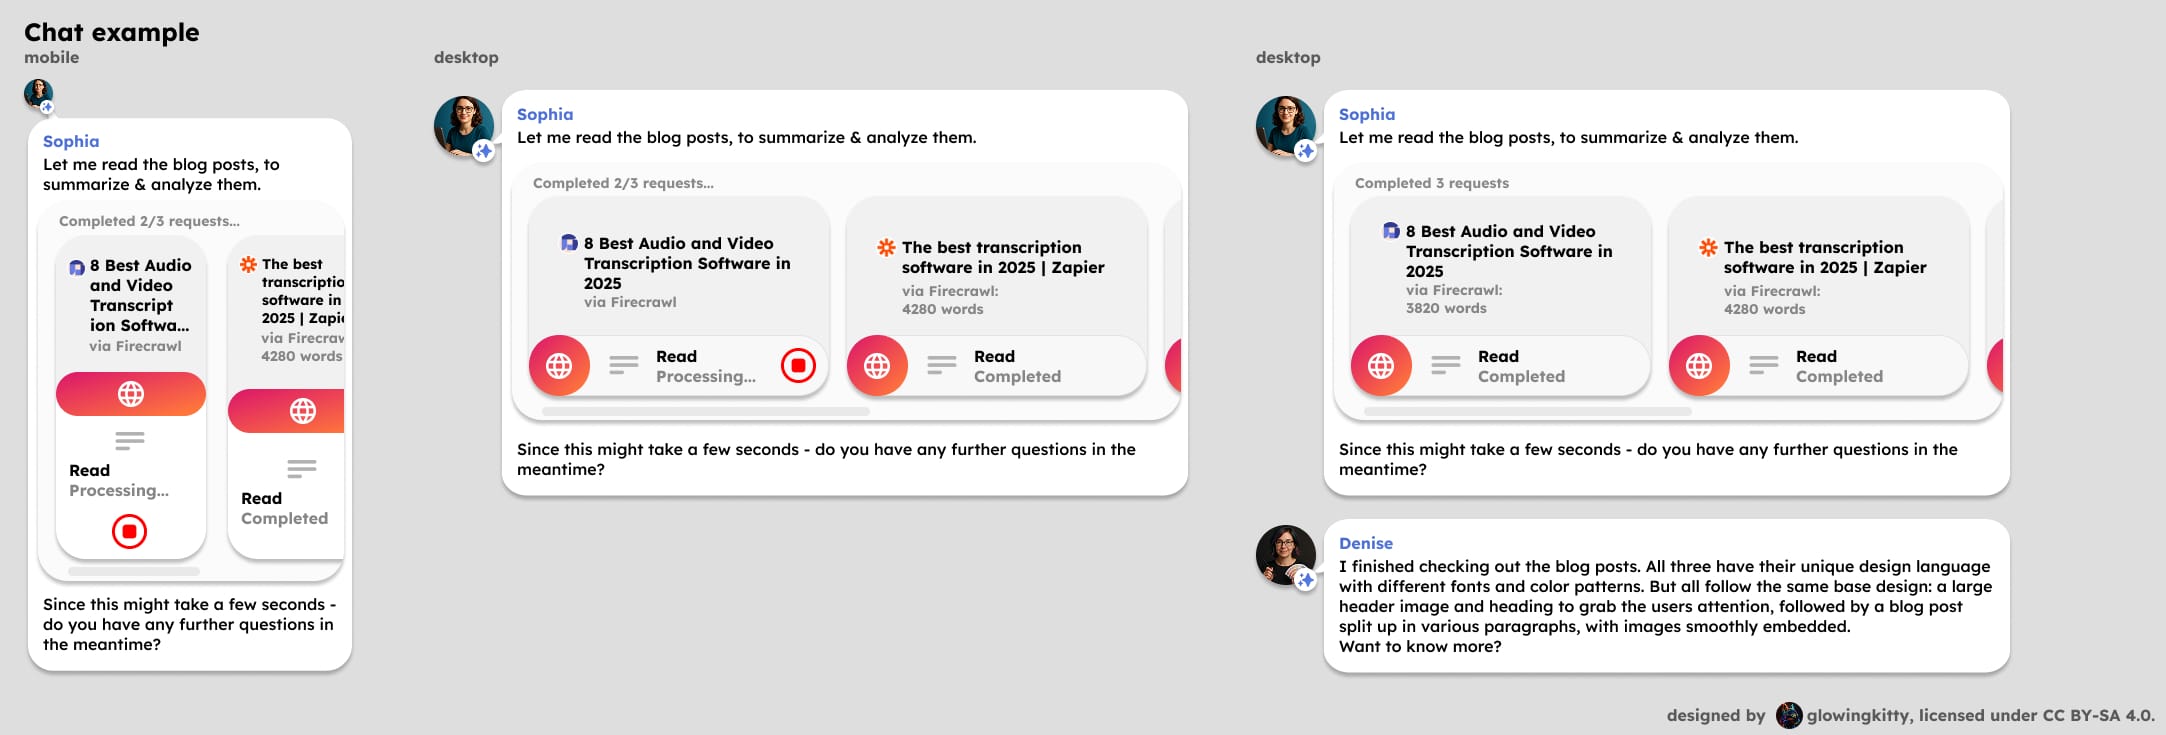 Chat example
mobile
Sophia
Let me read the blog posts, to
summarize & analyze them.
Completed 2/3 requests...
8 Best Audio
and Video
Transcript
ion Softwa...
via Firecrawl
Read
Processing...
The best
transcriptio
software in
2025 | Zapi
via Firecraw
4280 words
Read
Completed
Since this might take a few seconds -
do you have any further questions in
the meantime?
desktop
Sophia
Let me read the blog posts, to summarize & analyze them.
Completed 2/3 requests...
8 Best Audio and Video
Transcription Software in
2025
via Firecrawl
Read
Processing...
The best transcription
software in 2025 | Zapier
via Firecrawl:
4280 words
Read
Completed
Since this might take a few seconds - do you have any further questions in the
meantime?
desktop
Sophia
Let me read the blog posts, to summarize & analyze them.
Completed 3 requests
8 Best Audio and Video
Transcription Software in
2025
via Firecrawl:
3820 words
Read
Completed
The best transcription
software in 2025 | Zapier
via Firecrawl:
4280 words
Read
Completed
Since this might take a few seconds - do you have any further questions in the
meantime?
Denise
I finished checking out the blog posts. All three have their unique design language
with different fonts and color patterns. But all follow the same base design: a large
header image and heading to grab the users attention, followed by a blog post
split up in various paragraphs, with images smoothly embedded.
Want to know more?
designed by glowingkitty, licensed under CC BY-SA 4.0.